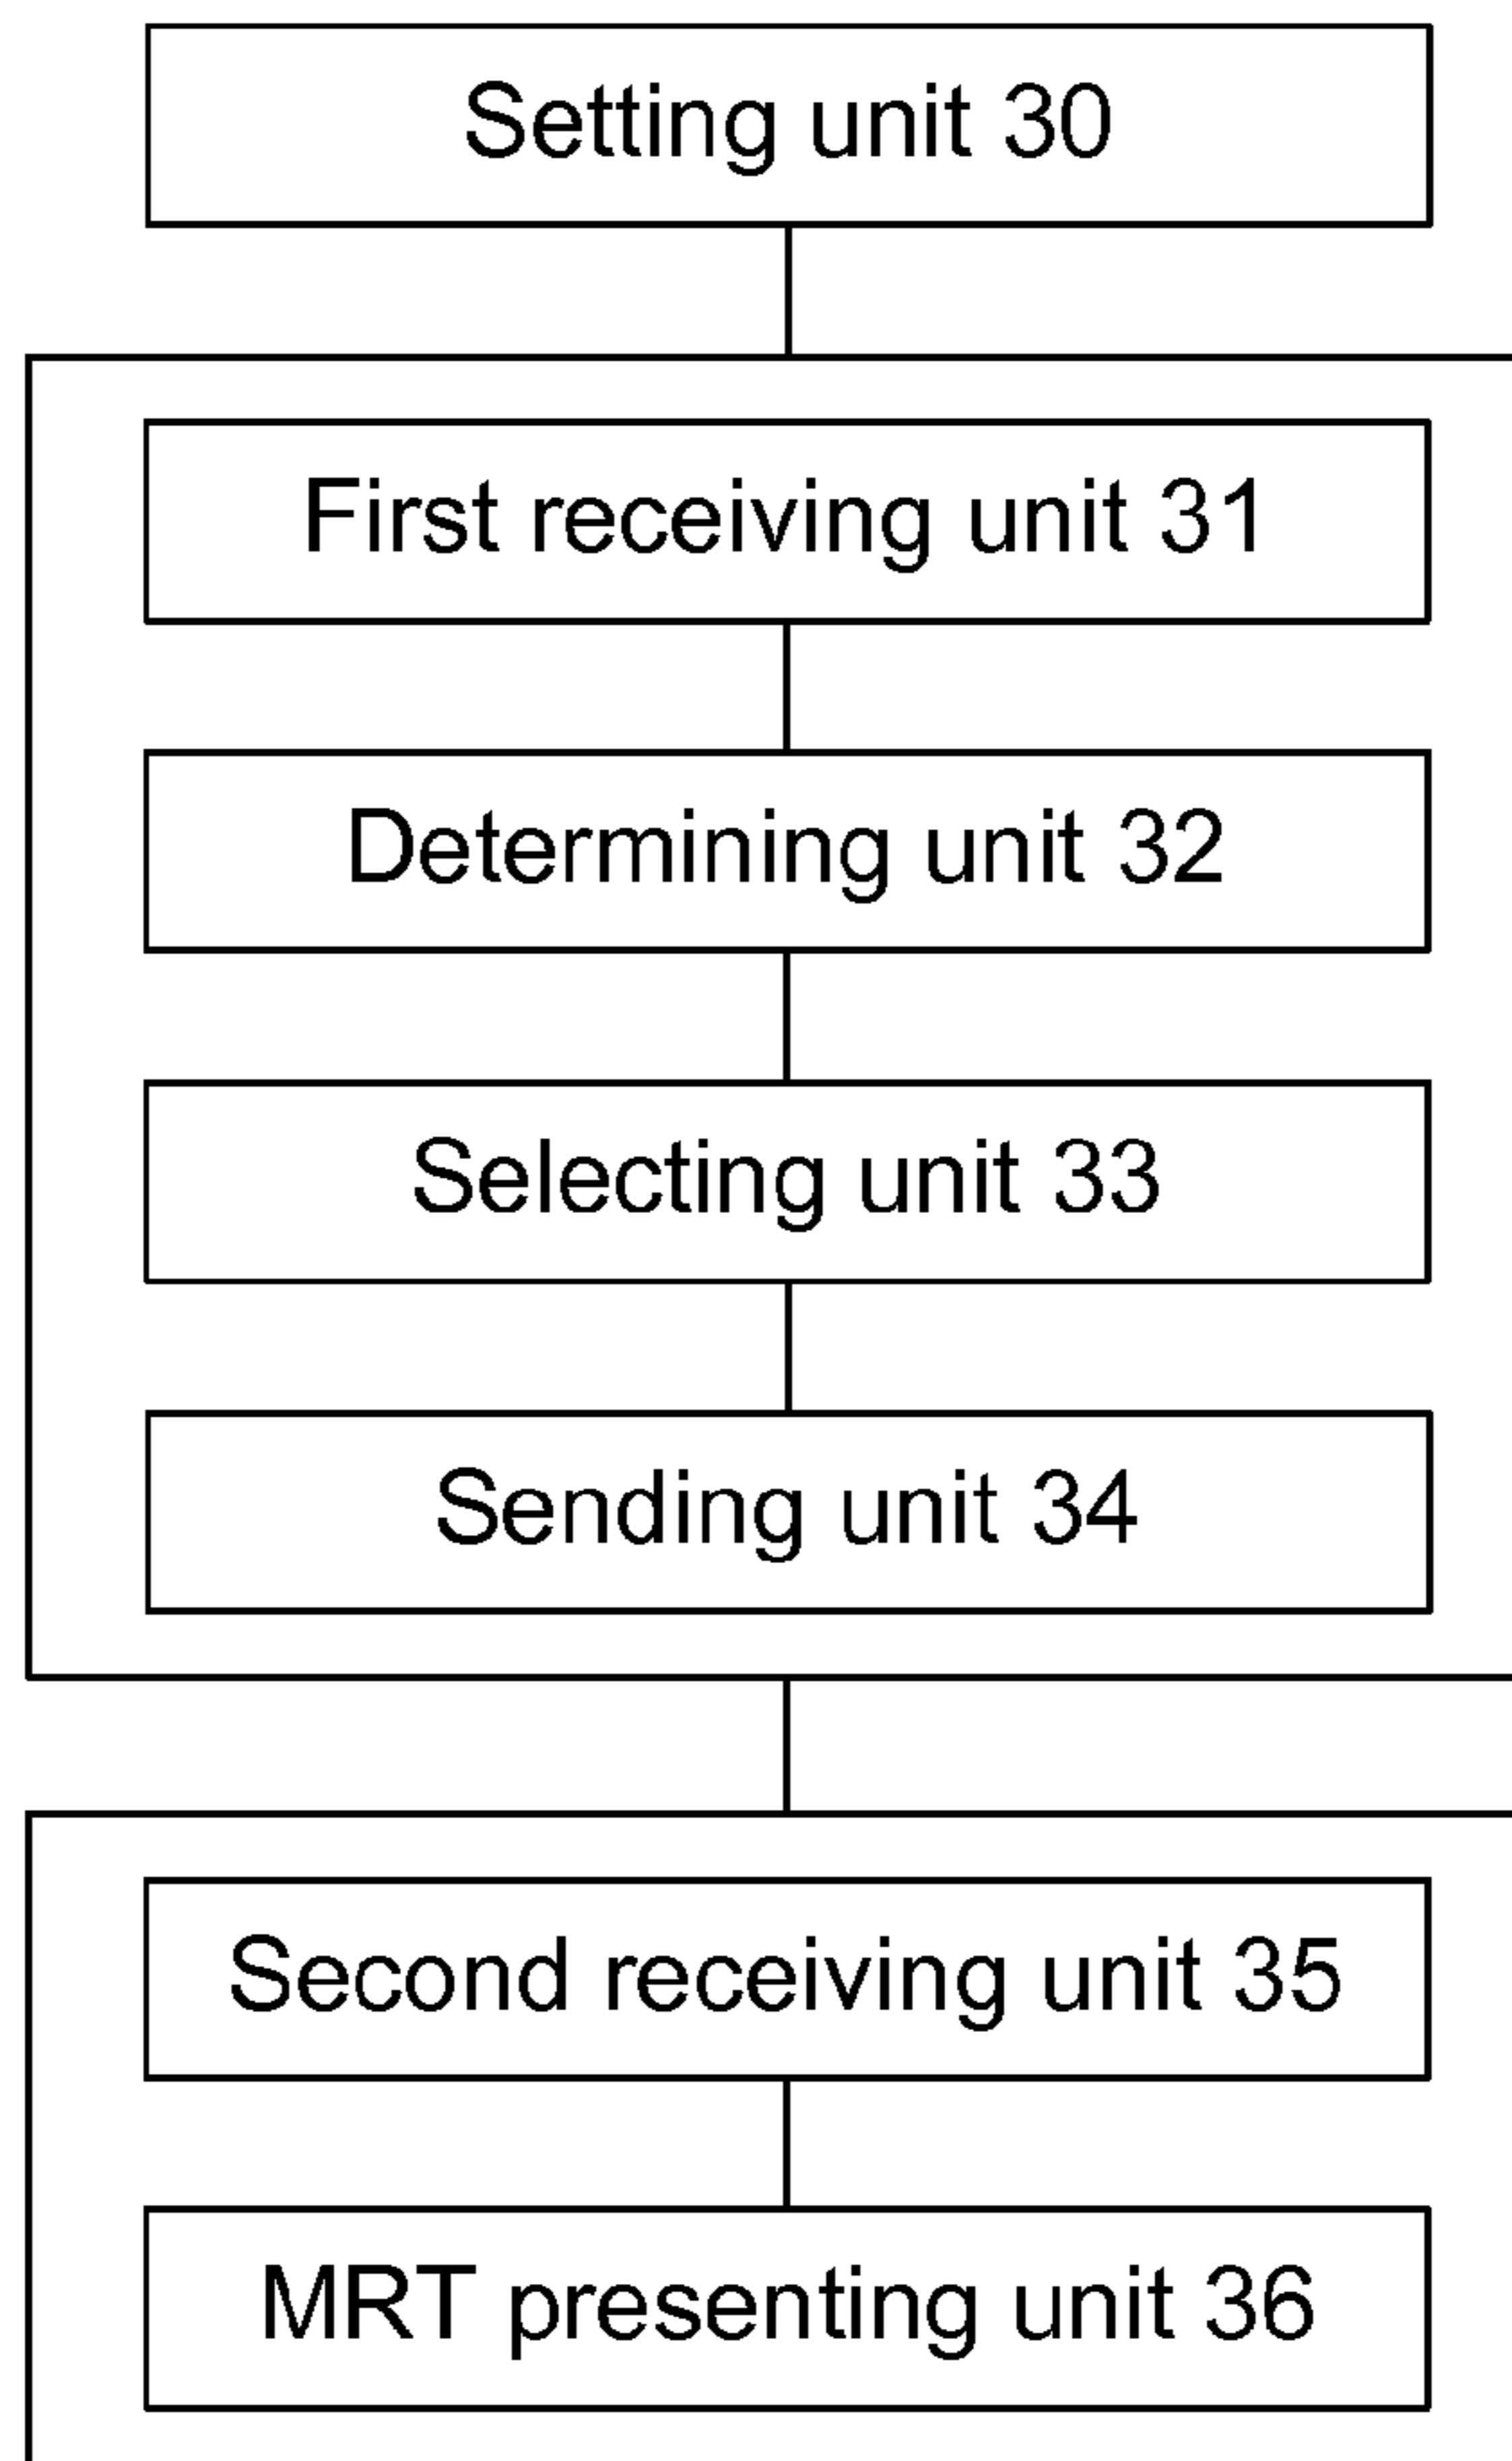 Setting unit 30
First receiving unit 31
Determining unit 32
Selecting unit 33
Sending unit 34
Second receiving unit 35
MRT presenting unit 36